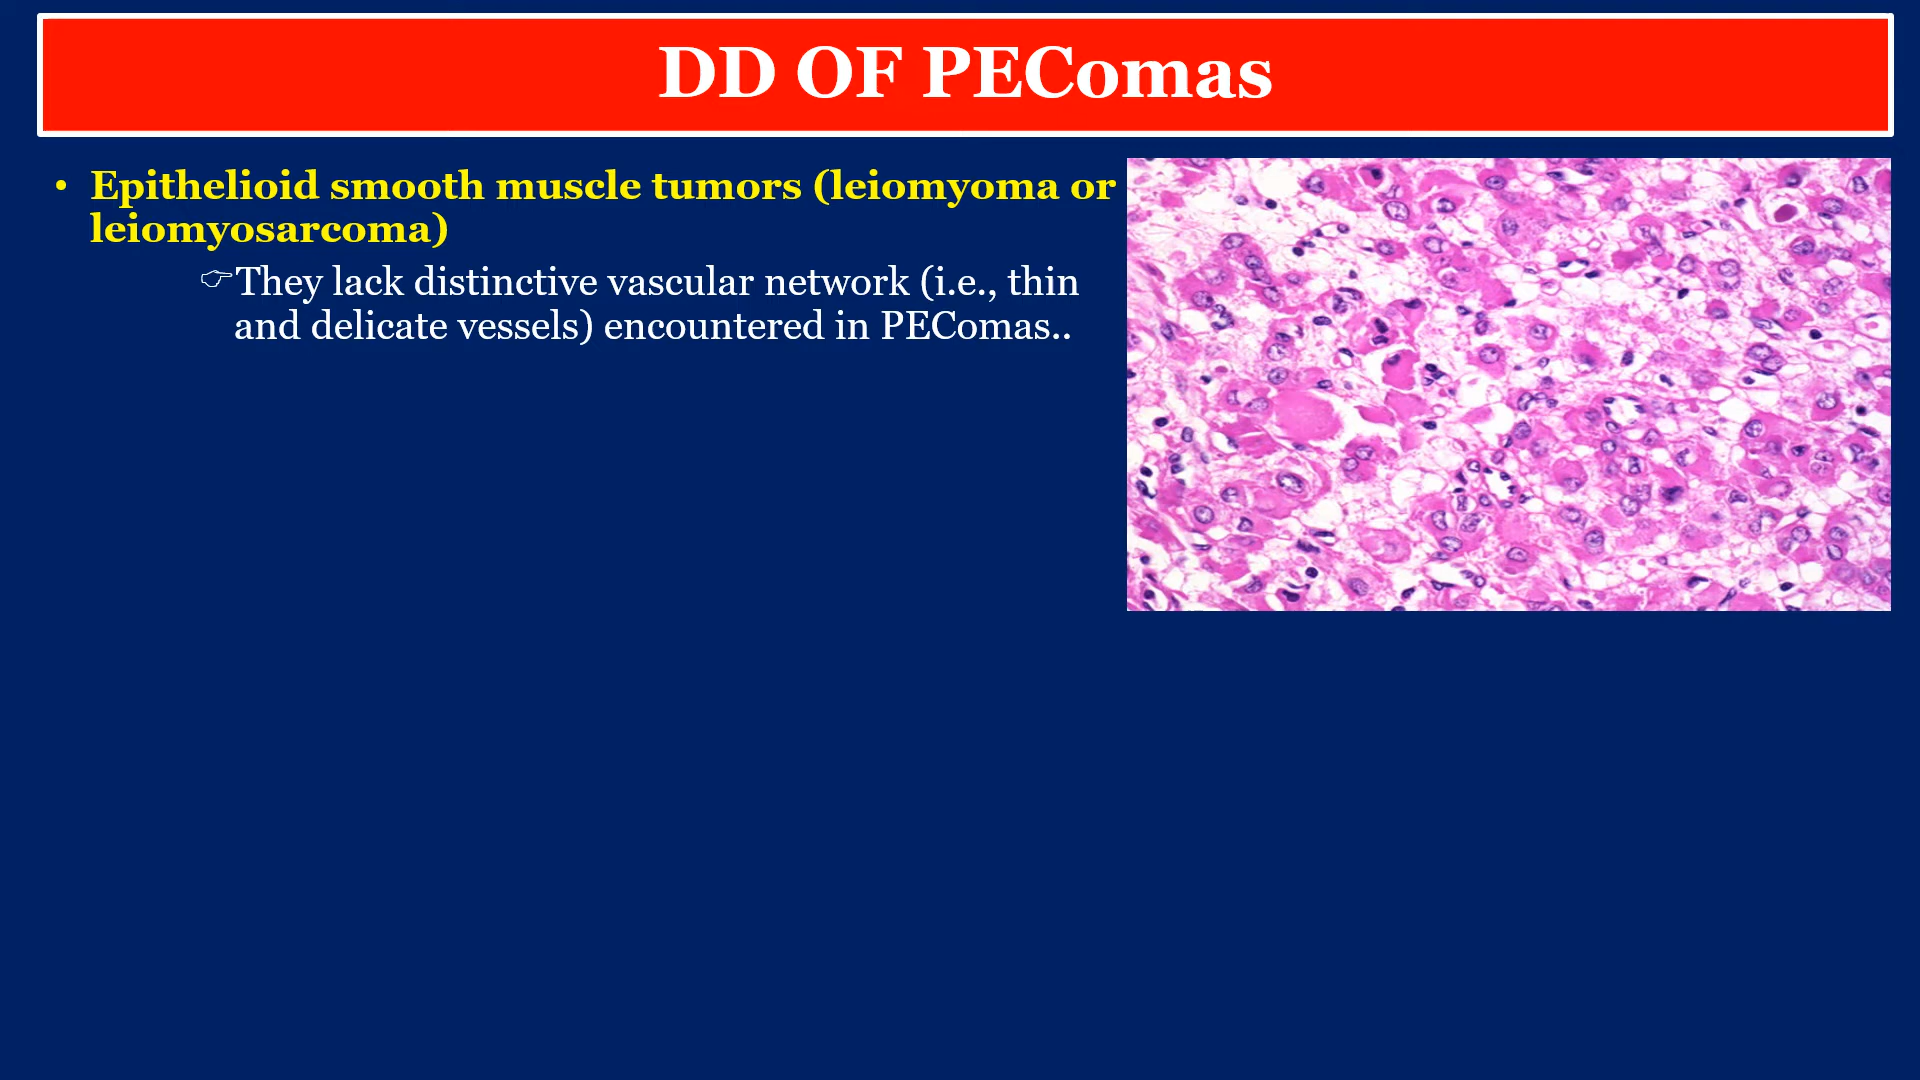 DD OF PEComas
• Epithelioid smooth muscle tumors (leiomyoma or
leiomyosarcoma)
☞They lack distinctive vascular network (i.e., thin
and delicate vessels) encountered in PEComas..